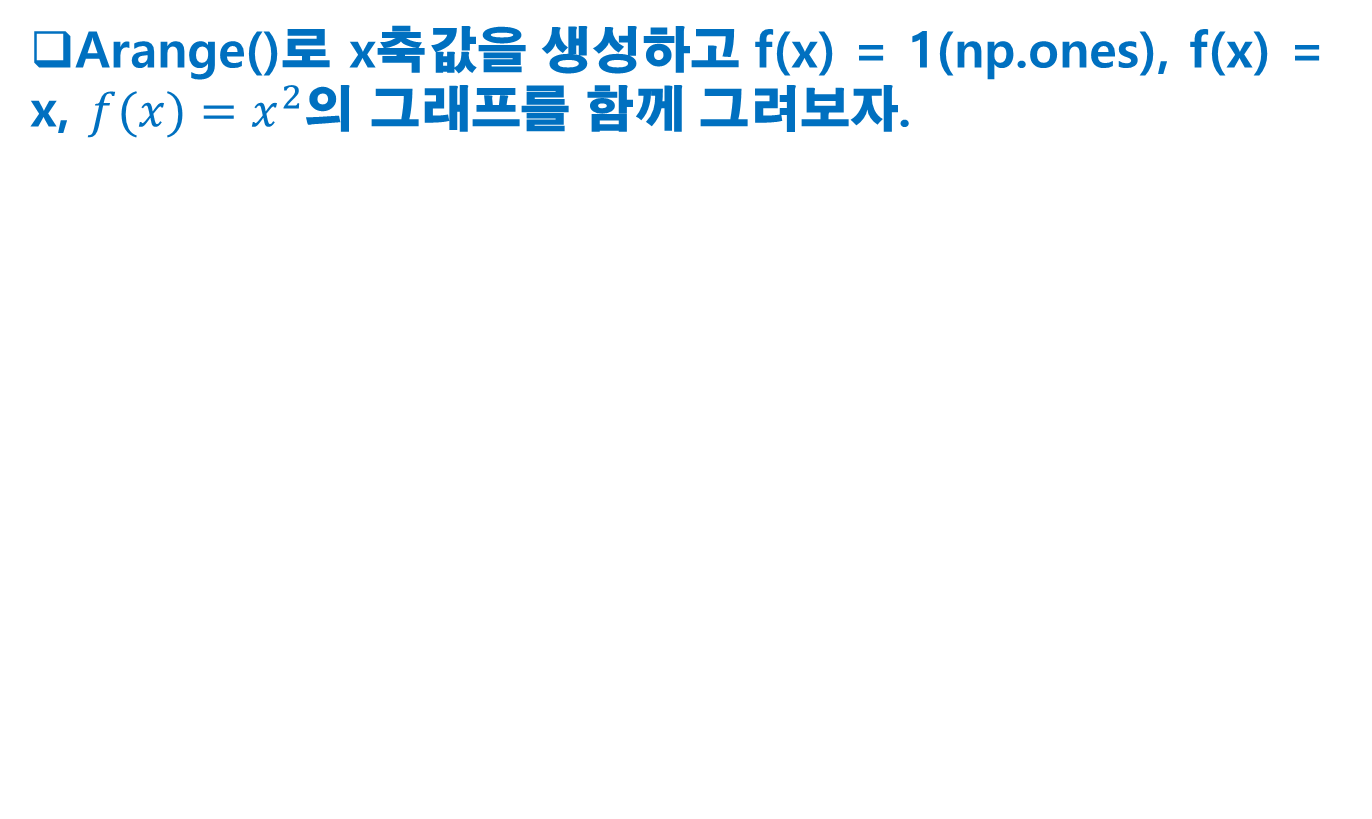 ❑Arange()로 x축값을 생성하고 f(x) = 1(np.ones), f(x) =
x, 𝑓(𝑥) = 𝑥²의 그래프를 함께 그려보자.